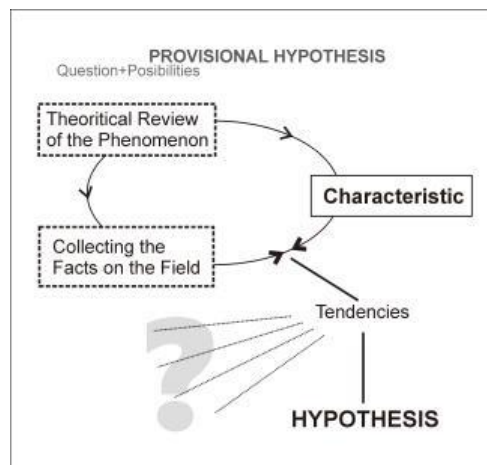 PROVISIONAL HYPOTHESIS
Question+Posibilities
Theoritical Review
of the Phenomenon
Characteristic
Collecting the
Facts on the Field
Tendencies
?
HYPOTHESIS